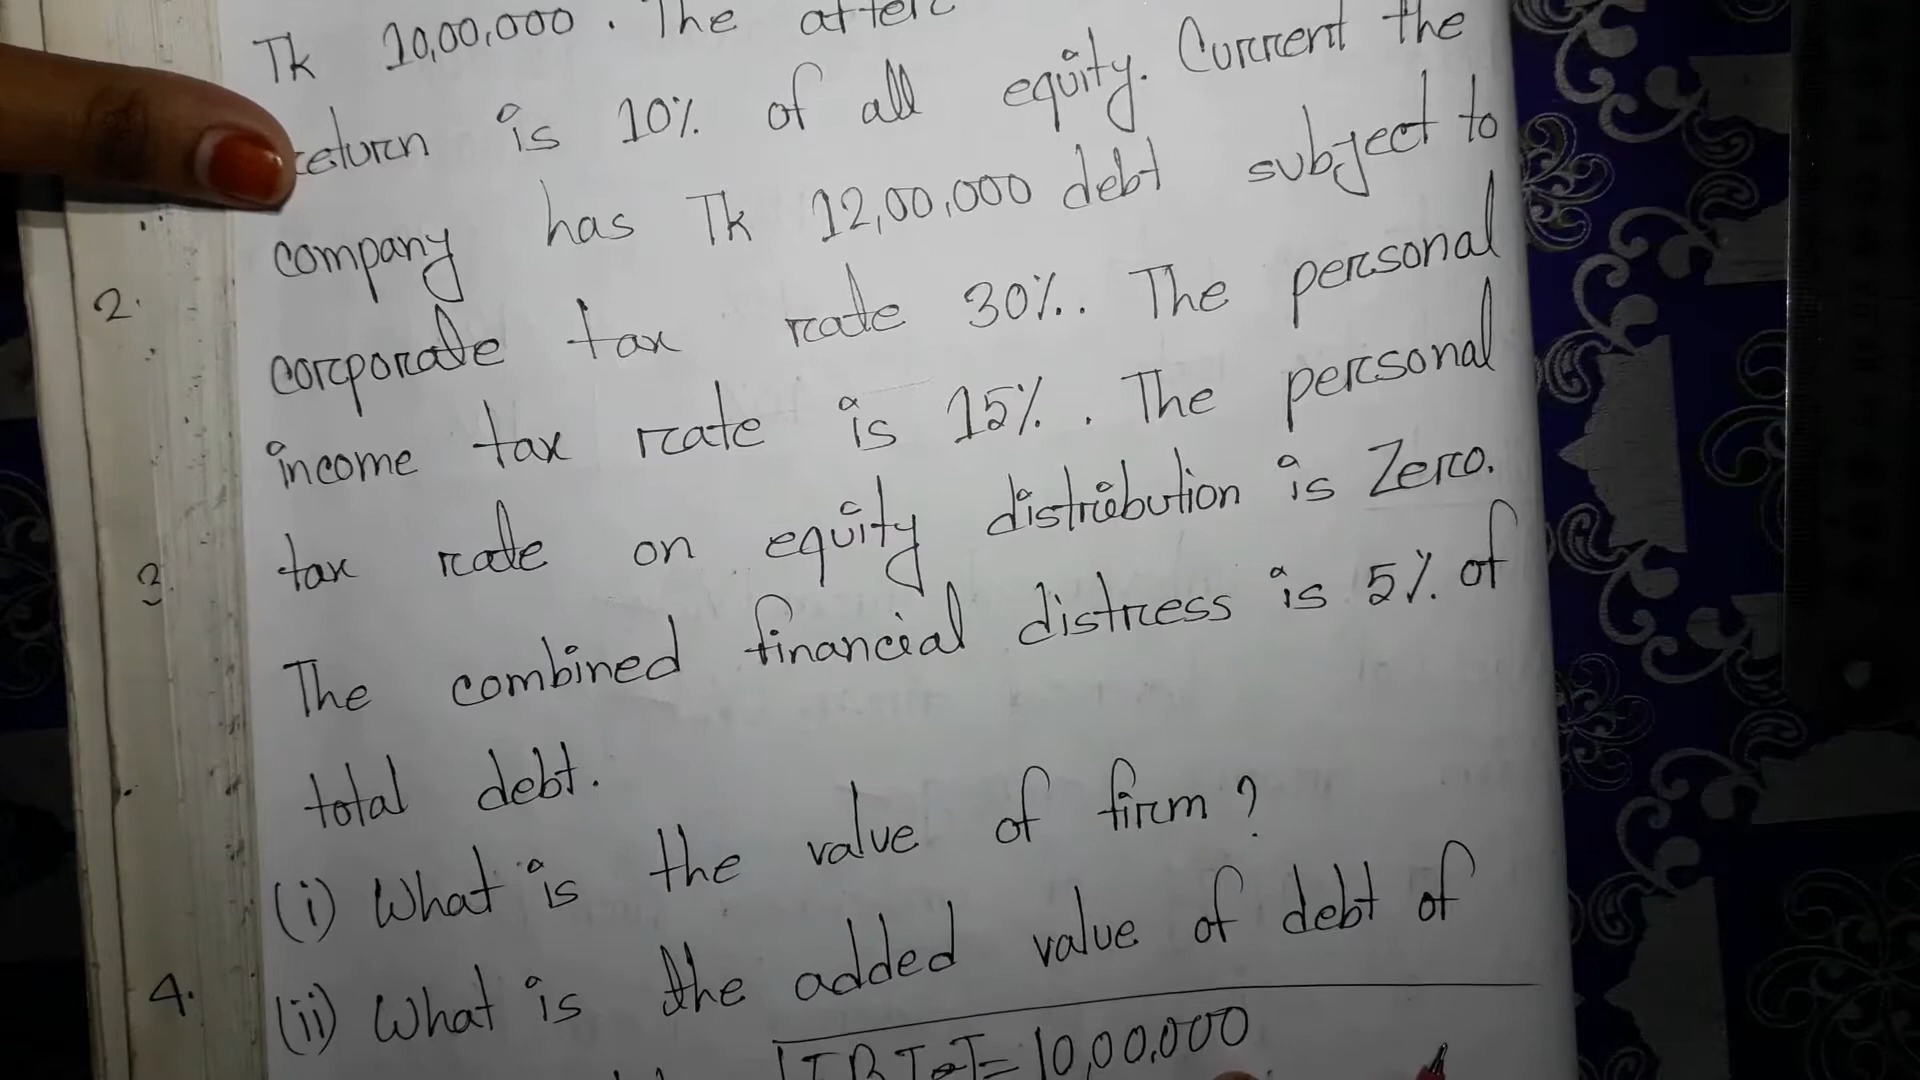 Tk 10,00,000. The after
return is 10% of all equity. Current the
company has Tk 12,00,000 debt subject to
2.
corporate tax rate 30%. The personal
income tax rate is 15%. The personal
tax rate on equity distribution is Zero.
3
The combined financial distress is 5% of
total debt.
(i) What is the value of firm?
(ii) What is the added value of debt of
4.
= 10,00,000